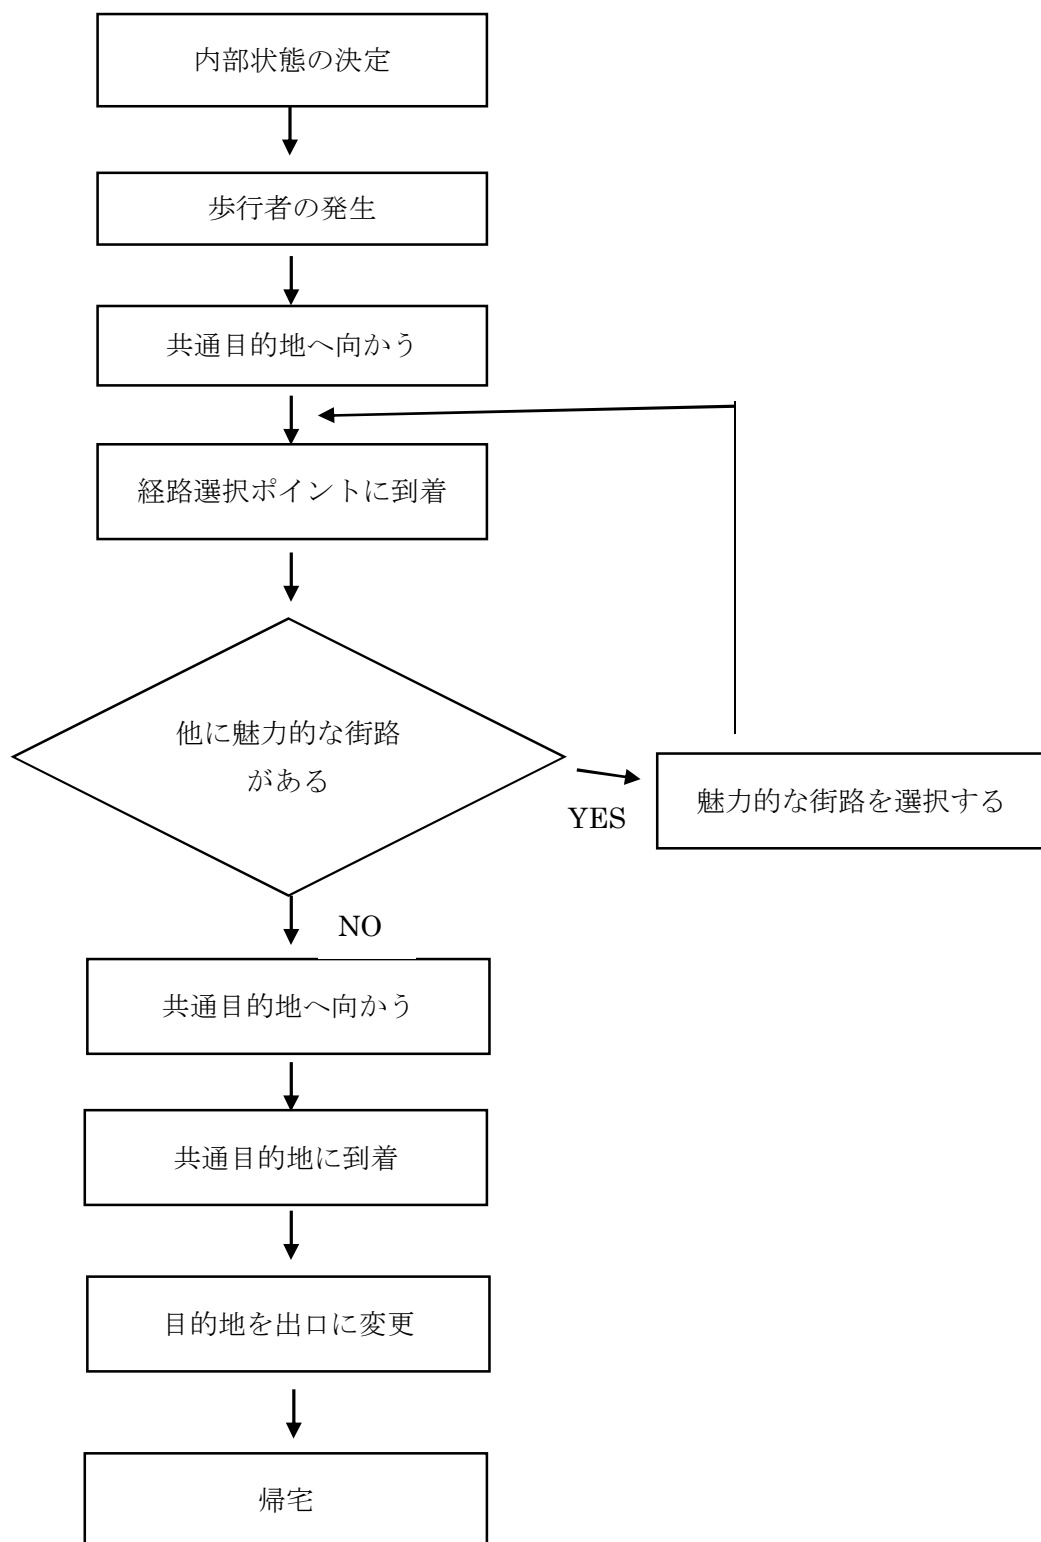 内部状態の決定
歩行者の発生
共通目的地へ向かう
経路選択ポイントに到着
他に魅力的な街路
がある
YES
魅力的な街路を選択する
NO
共通目的地へ向かう
共通目的地に到着
目的地を出口に変更
帰宅